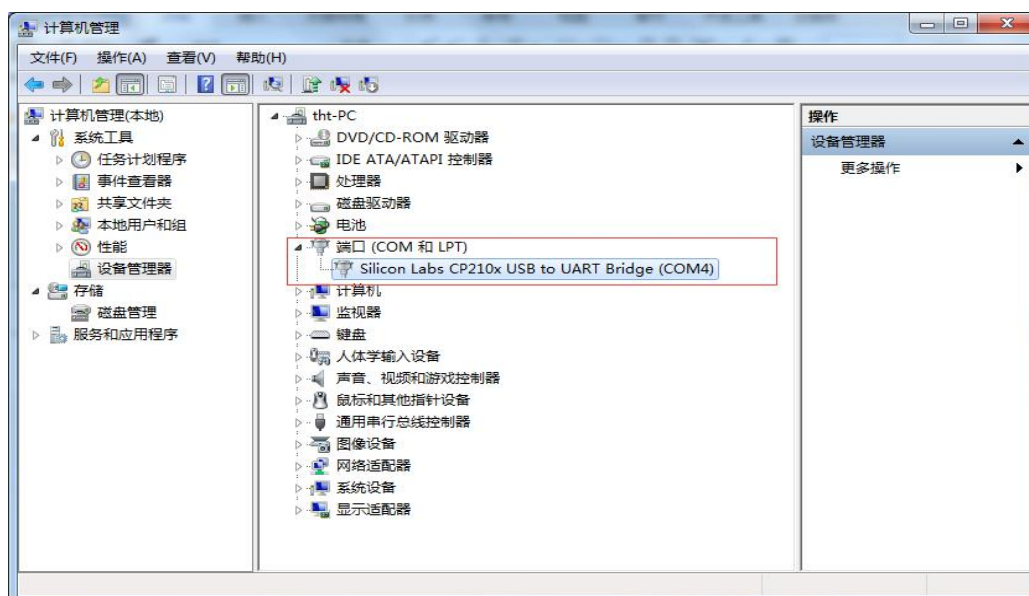 计算机管理
文件(F) 操作(A) 查看(V) 帮助(H)
计算机管理(本地)
系统工具
任务计划程序
事件查看器
共享文件夹
本地用户和组
性能
设备管理器
存储
磁盘管理
服务和应用程序
tht-PC
DVD/CD-ROM 驱动器
IDE ATA/ATAPI 控制器
处理器
磁盘驱动器
电池
端口 (COM 和 LPT)
Silicon Labs CP210x USB to UART Bridge (COM4)
计算机
监视器
键盘
人体学输入设备
声音、视频和游戏控制器
鼠标和其他指针设备
通用串行总线控制器
图像设备
网络适配器
系统设备
显示适配器
操作
设备管理器
更多操作